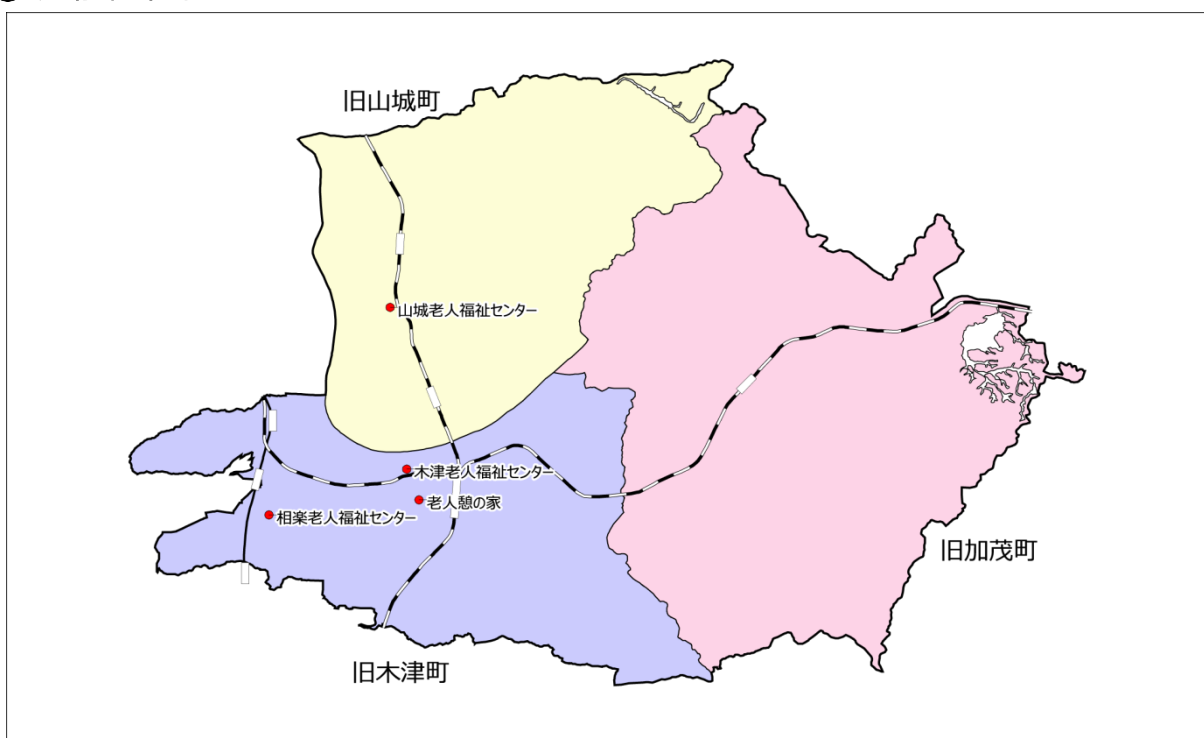 旧山城町
山城老人福祉センター
木津老人福祉センター
老人憩の家
相楽老人福祉センター
旧加茂町
旧木津町